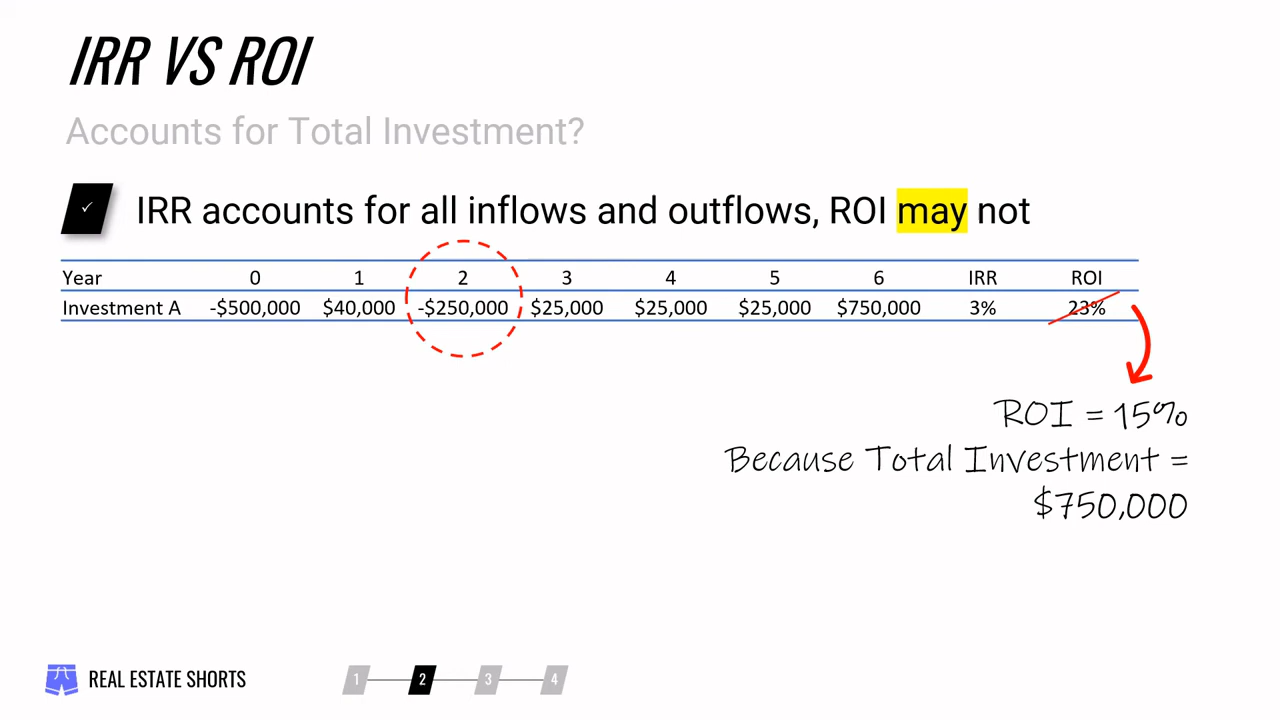 IRR VS ROI
Accounts for Total Investment?
✓ IRR accounts for all inflows and outflows, ROI may not
Year 0 1 2 3 4 5 6 IRR ROI
Investment A -$500,000 $40,000 -$250,000 $25,000 $25,000 $25,000 $750,000 3% 23%
ROI = 15%
Because Total Investment =
$750,000
REAL ESTATE SHORTS 1 2 3 4